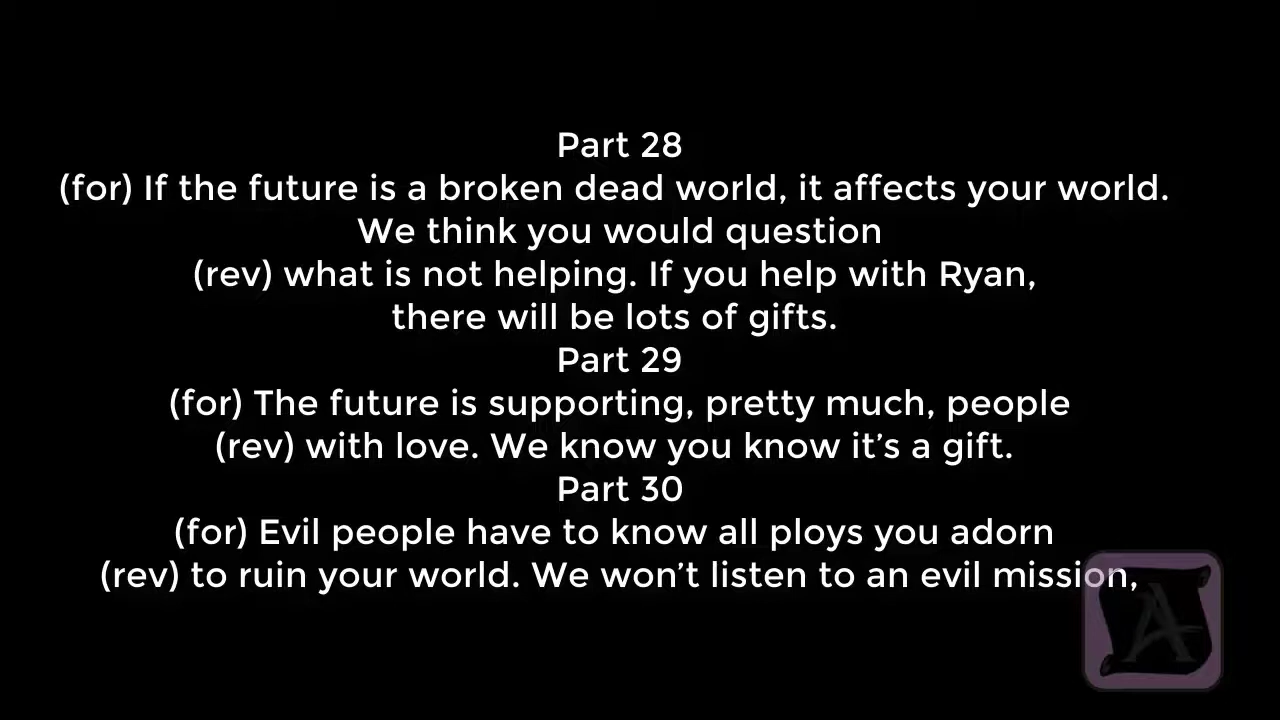 Part 28
(for) If the future is a broken dead world, it affects your world.
We think you would question
(rev) what is not helping. If you help with Ryan,
there will be lots of gifts.
Part 29
(for) The future is supporting, pretty much, people
(rev) with love. We know you know it’s a gift.
Part 30
(for) Evil people have to know all ploys you adorn
(rev) to ruin your world. We won’t listen to an evil mission,
A